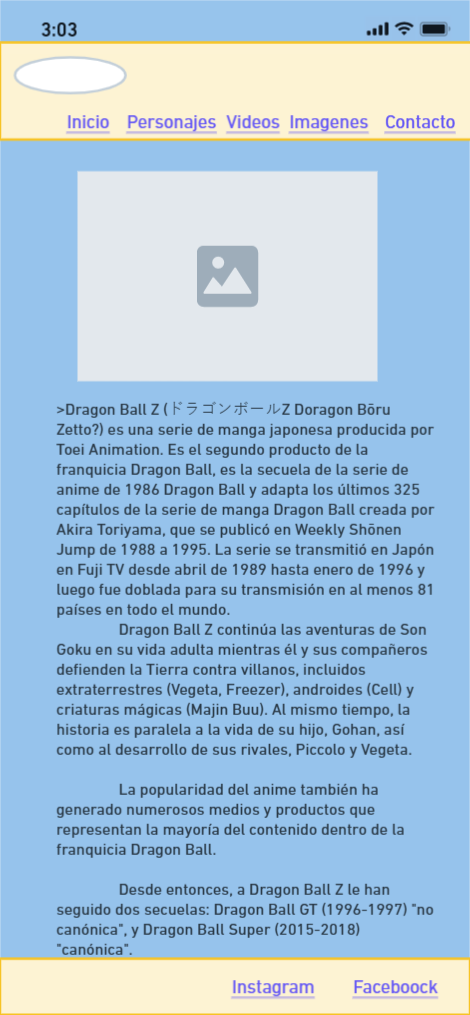 3:03
Inicio Personajes Videos Imagenes Contacto
>Dragon Ball Z (ドラゴンボールZ Doragon Bōru
Zetto?) es una serie de manga japonesa producida por
Toei Animation. Es el segundo producto de la
franquicia Dragon Ball, es la secuela de la serie de
anime de 1986 Dragon Ball y adapta los últimos 325
capítulos de la serie de manga Dragon Ball creada por
Akira Toriyama, que se publicó en Weekly Shōnen
Jump de 1988 a 1995. La serie se transmitió en Japón
en Fuji TV desde abril de 1989 hasta enero de 1996 y
luego fue doblada para su transmisión en al menos 81
países en todo el mundo.
Dragon Ball Z continúa las aventuras de Son
Goku en su vida adulta mientras él y sus compañeros
defienden la Tierra contra villanos, incluidos
extraterrestres (Vegeta, Freezer), androides (Cell) y
criaturas mágicas (Majin Buu). Al mismo tiempo, la
historia es paralela a la vida de su hijo, Gohan, así
como al desarrollo de sus rivales, Piccolo y Vegeta.
La popularidad del anime también ha
generado numerosos medios y productos que
representan la mayoría del contenido dentro de la
franquicia Dragon Ball.
Desde entonces, a Dragon Ball Z le han
seguido dos secuelas: Dragon Ball GT (1996-1997) "no
canónica", y Dragon Ball Super (2015-2018)
"canónica".
Instagram Faceboock